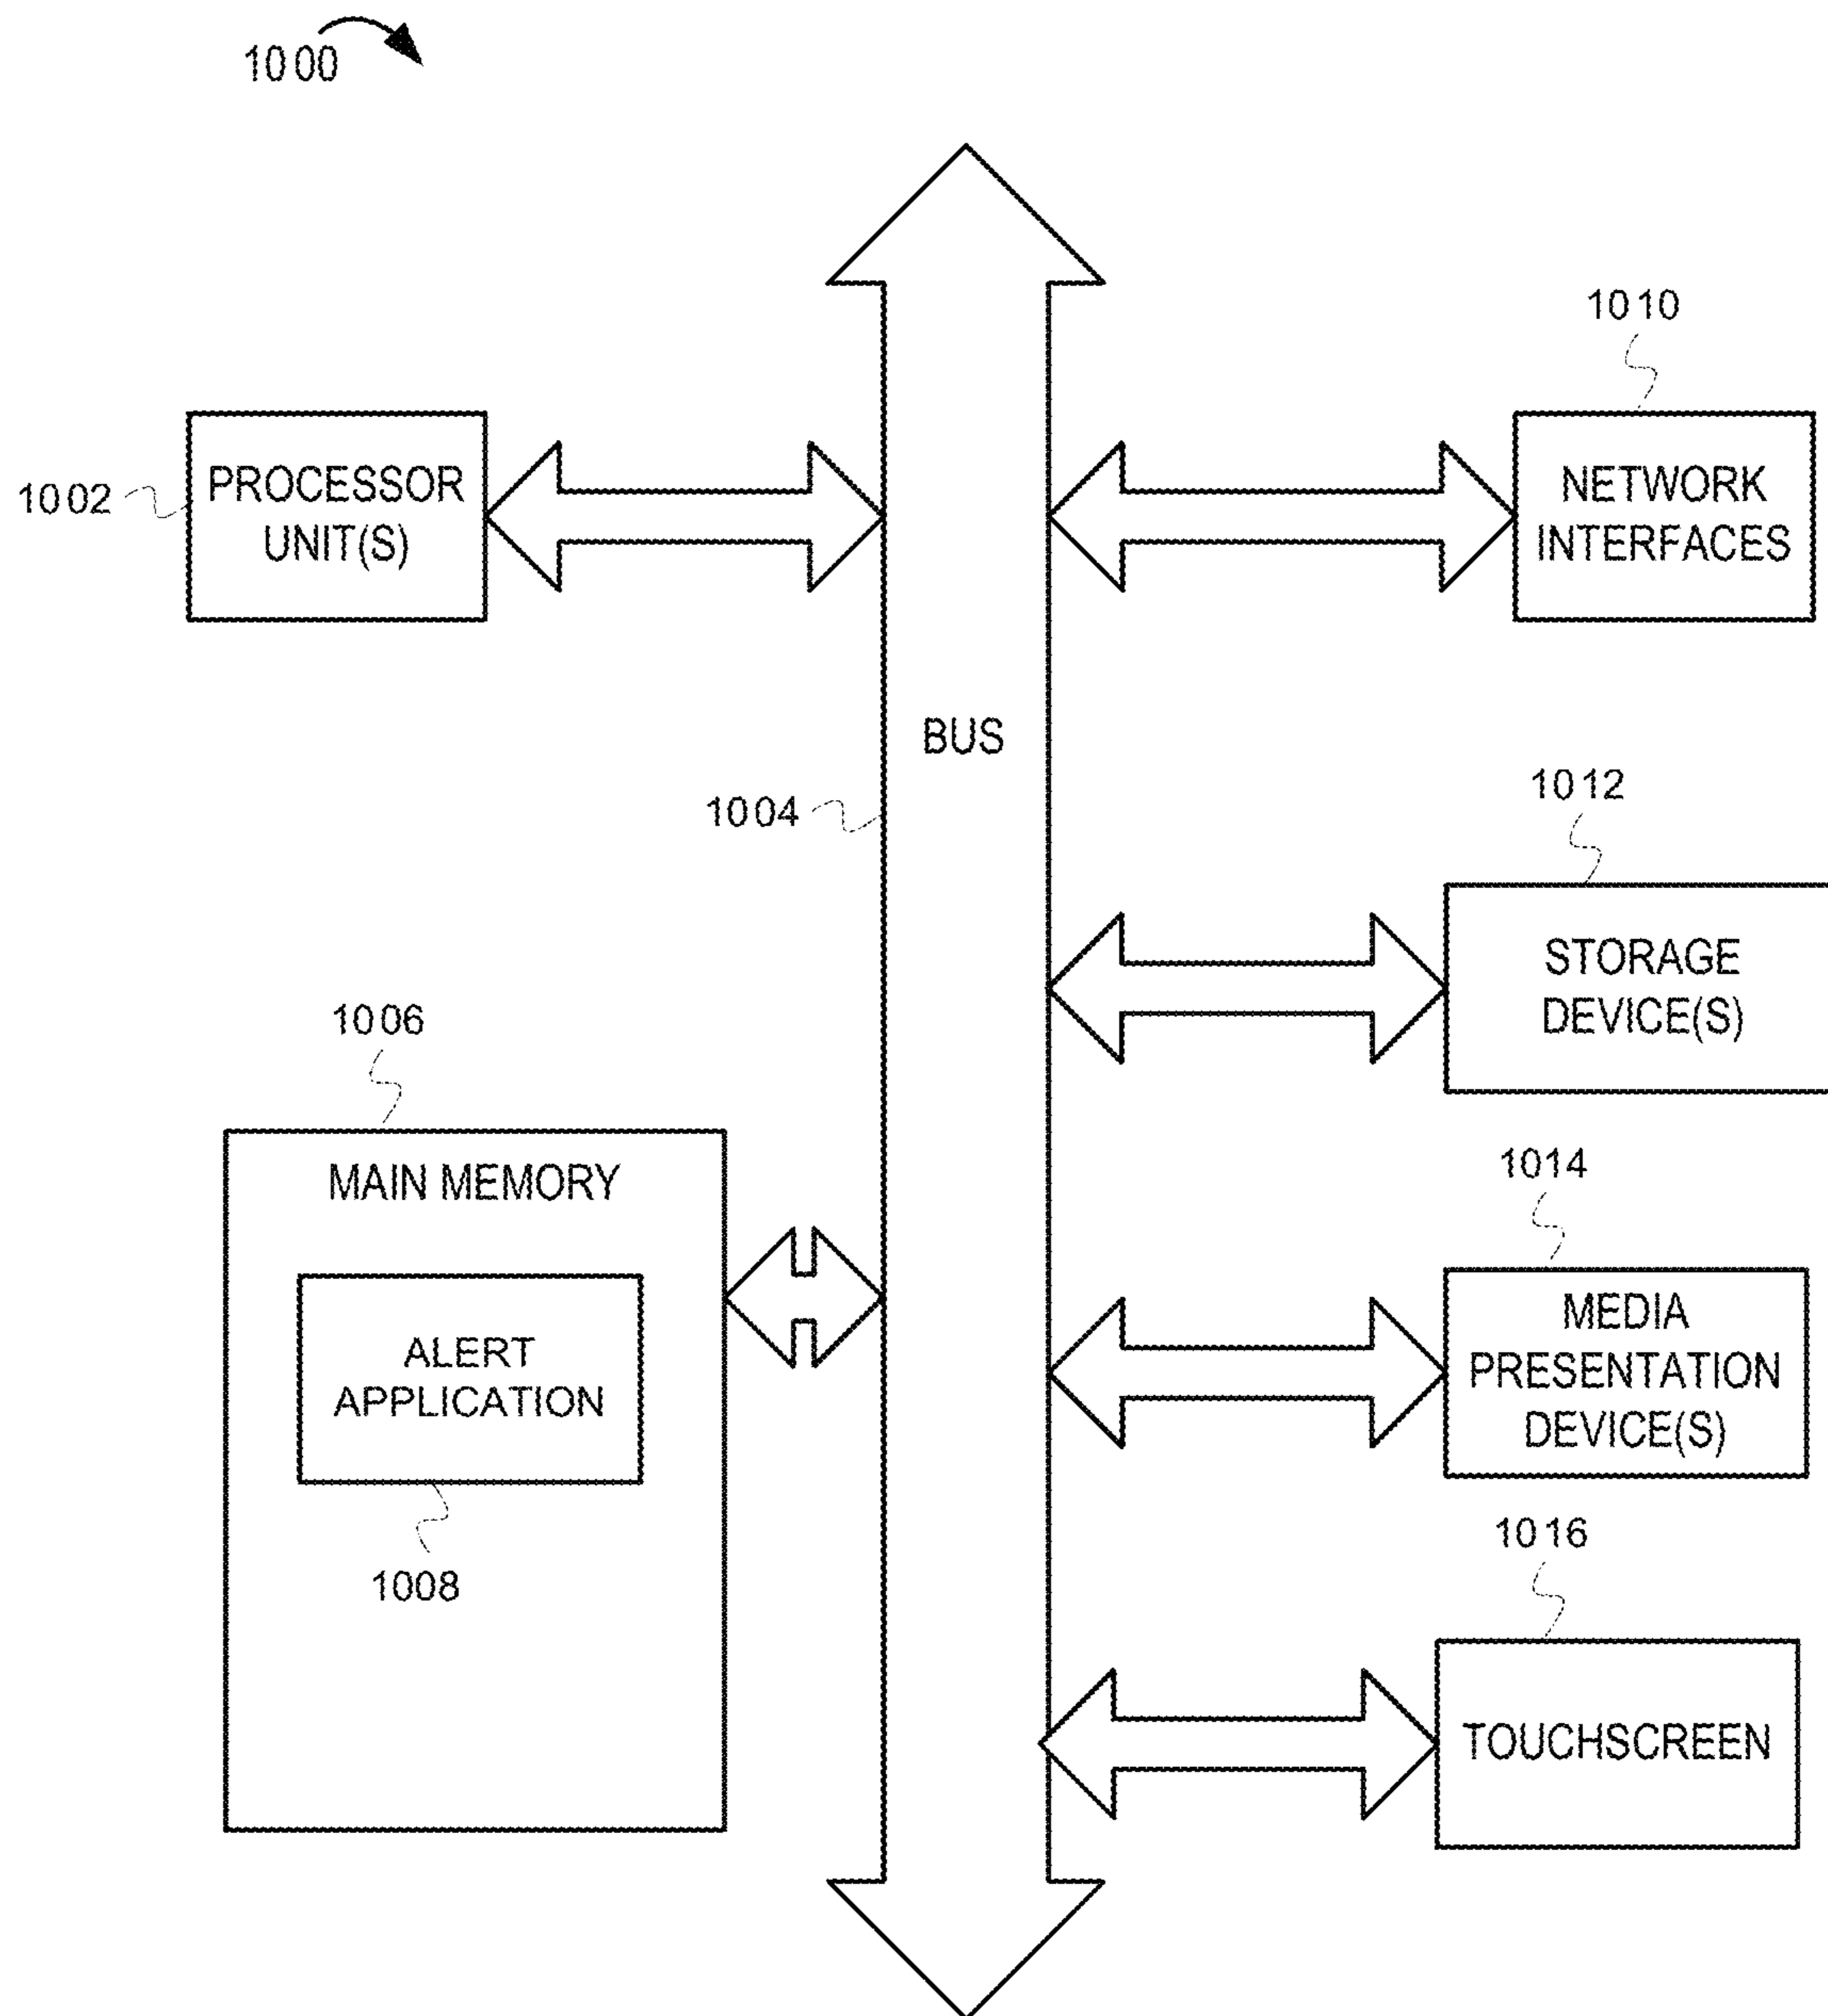 1000
1010
1002
PROCESSOR
UNIT(S)
NETWORK
INTERFACES
BUS
1004
1012
STORAGE
DEVICE(S)
1006
MAIN MEMORY
ALERT
APPLICATION
1008
1014
MEDIA
PRESENTATION
DEVICE(S)
1016
TOUCHSCREEN